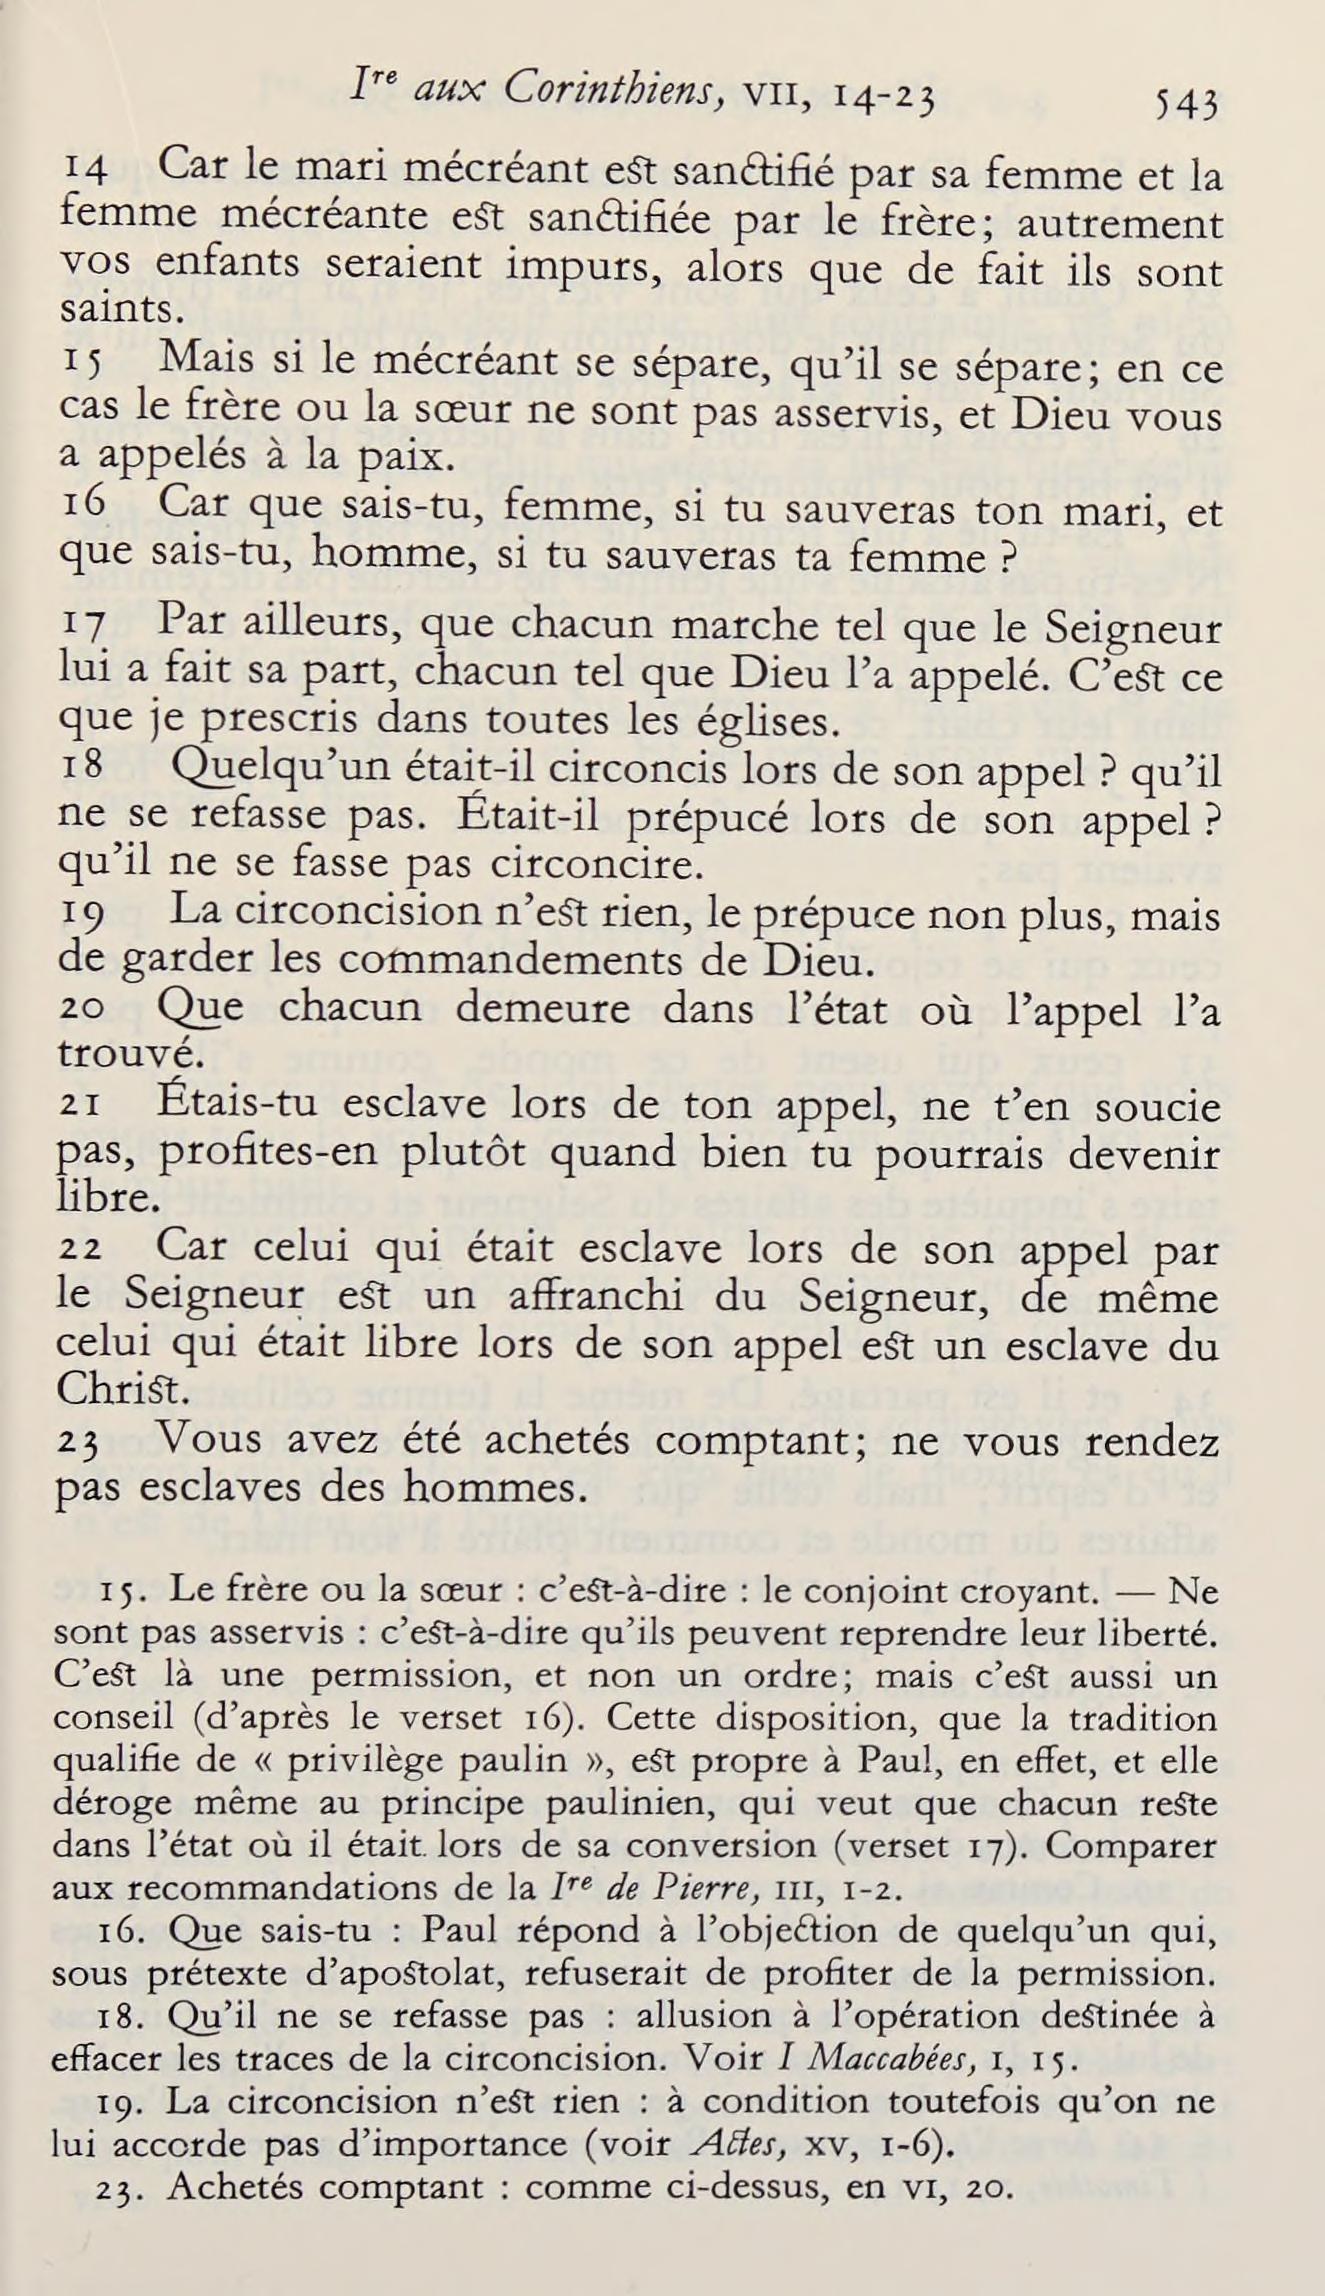 Iʳᵉ aux Corinthiens, VII, 14-23 543
14 Car le mari mécréant est sanctifié par sa femme et la
femme mécréante est sanctifiée par le frère; autrement
vos enfants seraient impurs, alors que de fait ils sont
saints.
15 Mais si le mécréant se sépare, qu’il se sépare; en ce
cas le frère ou la sœur ne sont pas asservis, et Dieu vous
a appelés à la paix.
16 Car que sais-tu, femme, si tu sauveras ton mari, et
que sais-tu, homme, si tu sauveras ta femme ?
17 Par ailleurs, que chacun marche tel que le Seigneur
lui a fait sa part, chacun tel que Dieu l’a appelé. C’est ce
que je prescris dans toutes les églises.
18 Quelqu’un était-il circoncis lors de son appel ? qu’il
ne se refasse pas. Était-il prépucé lors de son appel ?
qu’il ne se fasse pas circoncire.
19 La circoncision n’est rien, le prépuce non plus, mais
de garder les commandements de Dieu.
20 Que chacun demeure dans l’état où l’appel l’a
trouvé.
21 Étais-tu esclave lors de ton appel, ne t’en soucie
pas, profites-en plutôt quand bien tu pourrais devenir
libre.
22 Car celui qui était esclave lors de son appel par
le Seigneur est un affranchi du Seigneur, de même
celui qui était libre lors de son appel est un esclave du
Christ.
23 Vous avez été achetés comptant; ne vous rendez
pas esclaves des hommes.
15. Le frère ou la sœur : c’est-à-dire : le conjoint croyant. — Ne
sont pas asservis : c’est-à-dire qu’ils peuvent reprendre leur liberté.
C’est là une permission, et non un ordre; mais c’est aussi un
conseil (d’après le verset 16). Cette disposition, que la tradition
qualifie de « privilège paulin », est propre à Paul, en effet, et elle
déroge même au principe paulinien, qui veut que chacun reste
dans l’état où il était lors de sa conversion (verset 17). Comparer
aux recommandations de la Iʳᵉ de Pierre, III, 1-2.
16. Que sais-tu : Paul répond à l’objection de quelqu’un qui,
sous prétexte d’apostolat, refuserait de profiter de la permission.
18. Qu’il ne se refasse pas : allusion à l’opération destinée à
effacer les traces de la circoncision. Voir I Maccabées, I, 15.
19. La circoncision n’est rien : à condition toutefois qu’on ne
lui accorde pas d’importance (voir Actes, XV, 1-6).
23. Achetés comptant : comme ci-dessus, en VI, 20.